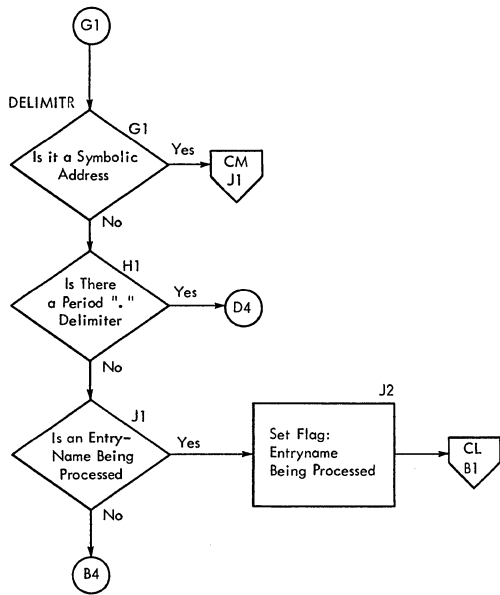 G1
DELIMITR
G1
Is it a Symbolic
Address
Yes
CM
J1
No
H1
Is There
a Period "."
Delimiter
Yes
D4
No
J1
Is an Entry-
Name Being
Processed
Yes
J2
Set Flag:
Entryname
Being Processed
CL
B1
No
B4